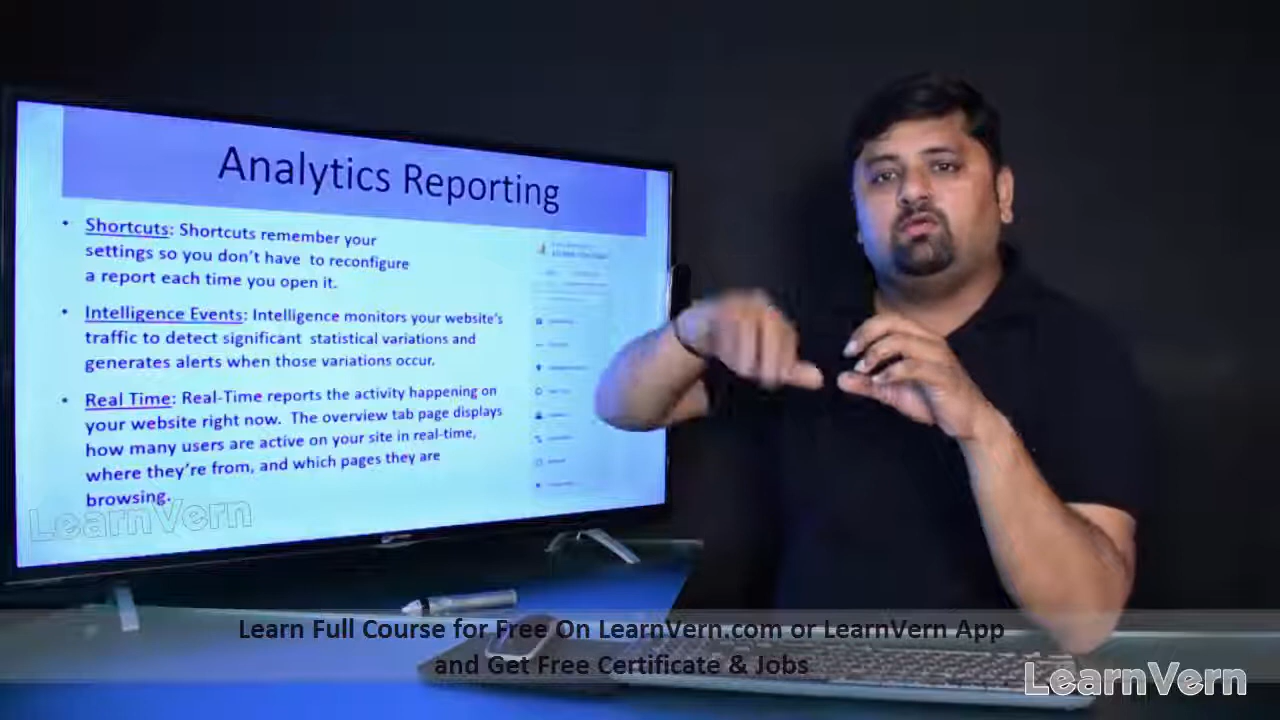 Analytics Reporting
• Shortcuts: Shortcuts remember your
settings so you don't have to reconfigure
a report each time you open it.
• Intelligence Events: Intelligence monitors your website's
traffic to detect significant statistical variations and
generates alerts when those variations occur.
• Real Time: Real-Time reports the activity happening on
your website right now. The overview tab page displays
how many users are active on your site in real-time,
where they're from, and which pages they are
browsing.
LearnVern
Learn Full Course for Free On LearnVern.com or LearnVern App
and Get Free Certificate & Jobs
LearnVern